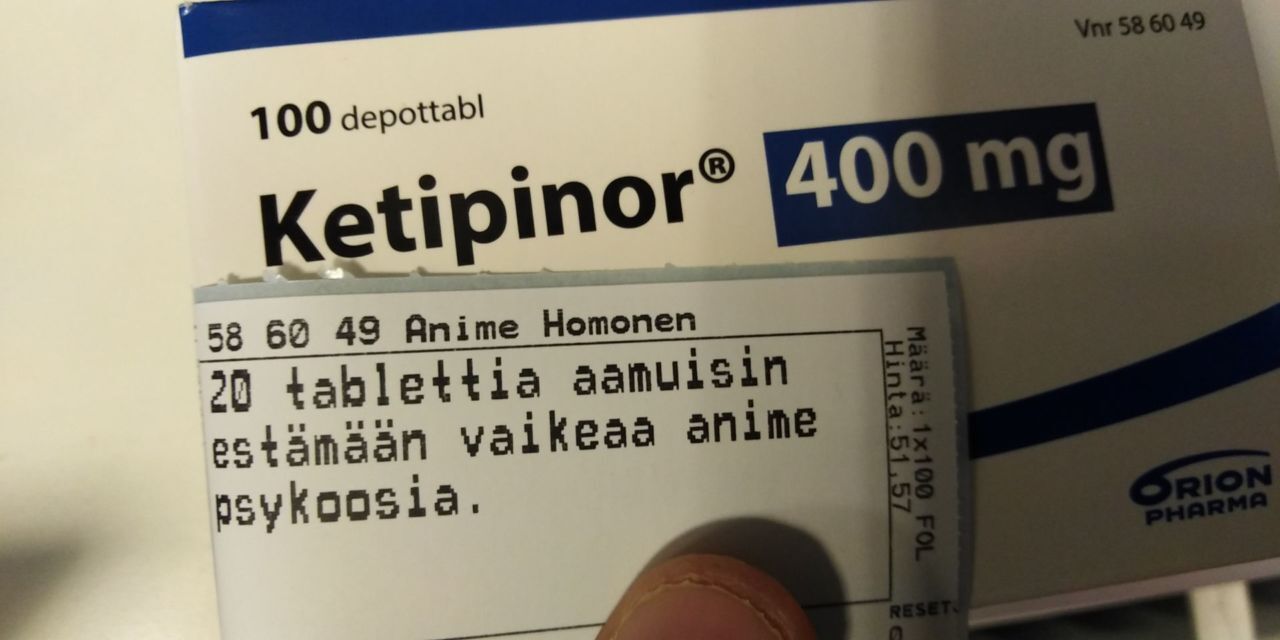 Vnr 58 60 49
100 depottabl
Ketipinor® 400 mg
58 60 49 Anime Homonen
20 tablettia aamuisin
estämään vaikeaa anime
psykoosia.
Määrä:1x100 FOL
Hinta:51,57
RESET.
ORION
PHARMA